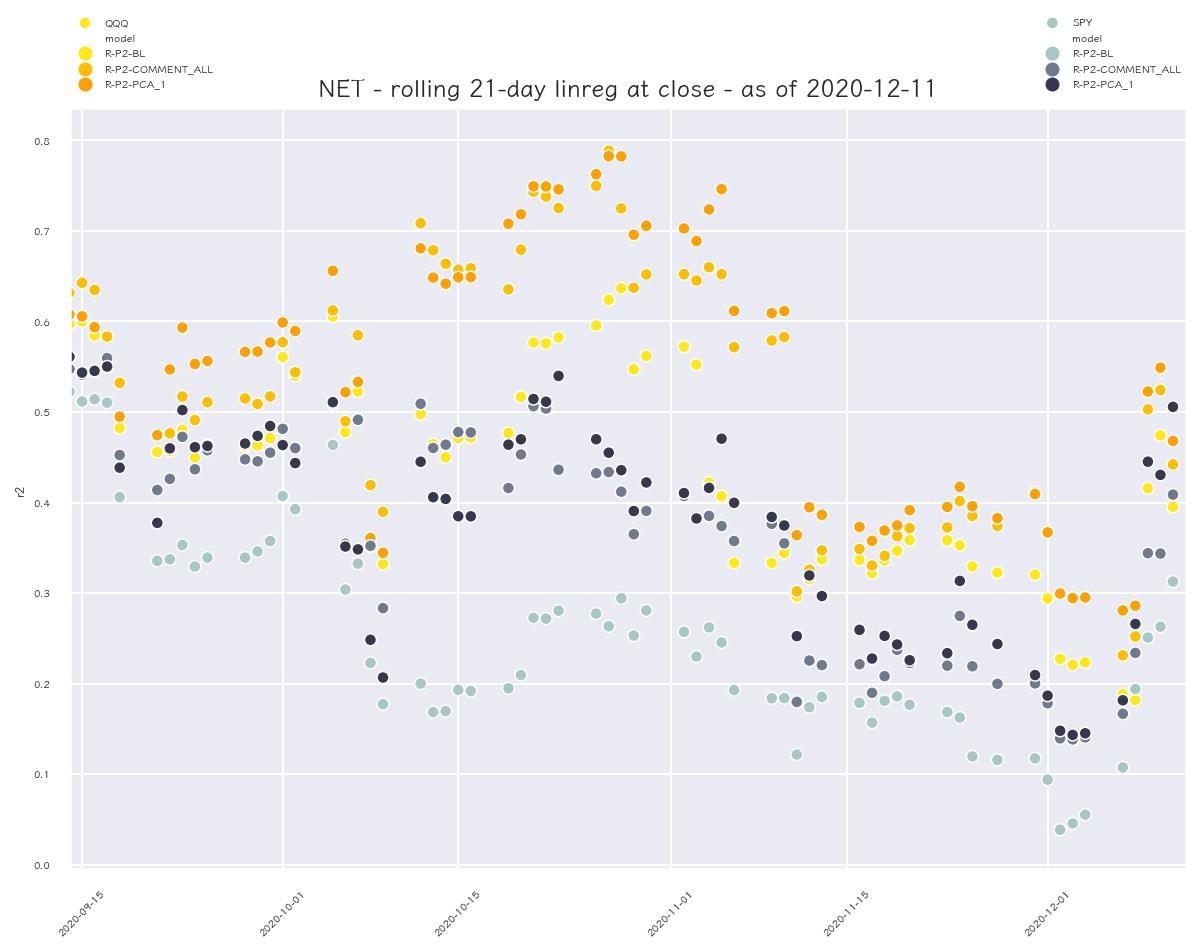 QQQ
model
R-P2-BL
R-P2-COMMENT_ALL
R-P2-PCA_1
SPY
model
R-P2-BL
R-P2-COMMENT_ALL
R-P2-PCA_1
NET - rolling 21-day linreg at close - as of 2020-12-11
0.8
0.7
0.6
0.5
0.4
0.3
0.2
0.1
0.0
r2
2020-09-15
2020-10-01
2020-10-15
2020-11-01
2020-11-15
2020-12-01